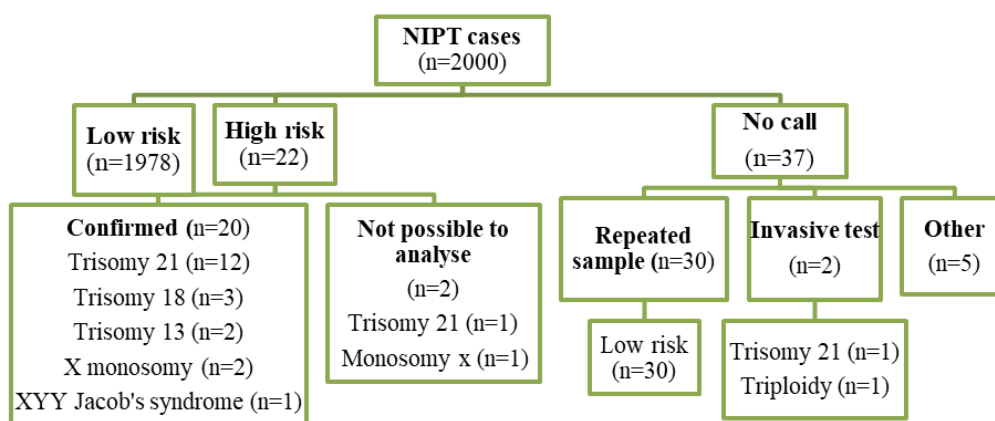 NIPT cases
(n=2000)
Low risk
(n=1978)
High risk
(n=22)
No call
(n=37)
Confirmed (n=20)
Trisomy 21 (n=12)
Trisomy 18 (n=3)
Trisomy 13 (n=2)
X monosomy (n=2)
XYY Jacob's syndrome (n=1)
Not possible to
analyse
(n=2)
Trisomy 21 (n=1)
Monosomy x (n=1)
Repeated
sample (n=30)
Low risk
(n=30)
Invasive test
(n=2)
Trisomy 21 (n=1)
Triploidy (n=1)
Other
(n=5)